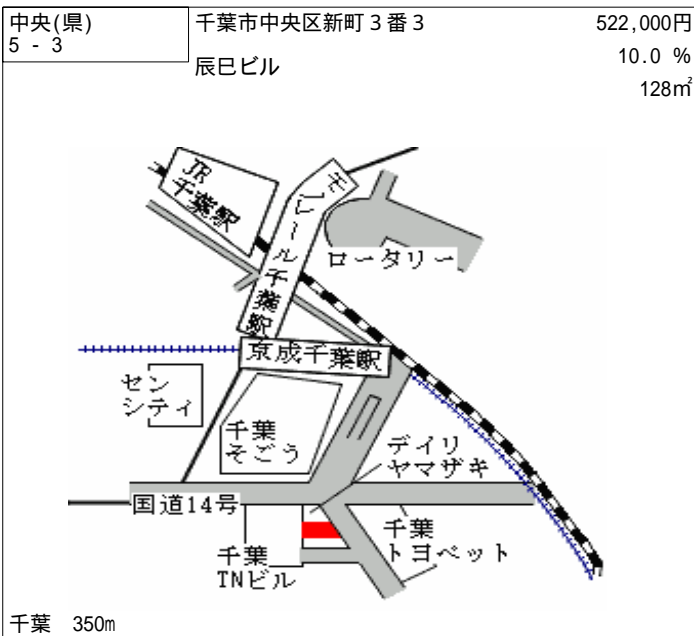 中央(県)
5 - 3
千葉市中央区新町３番３
辰巳ビル
522,000円
10.0 %
128㎡
JR
千葉駅
モノレール千葉駅
ロータリー
京成千葉駅
セン
シティ
千葉
そごう
デイリ
ヤマザキ
国道14号
千葉
TNビル
千葉
トヨペット
千葉 350m